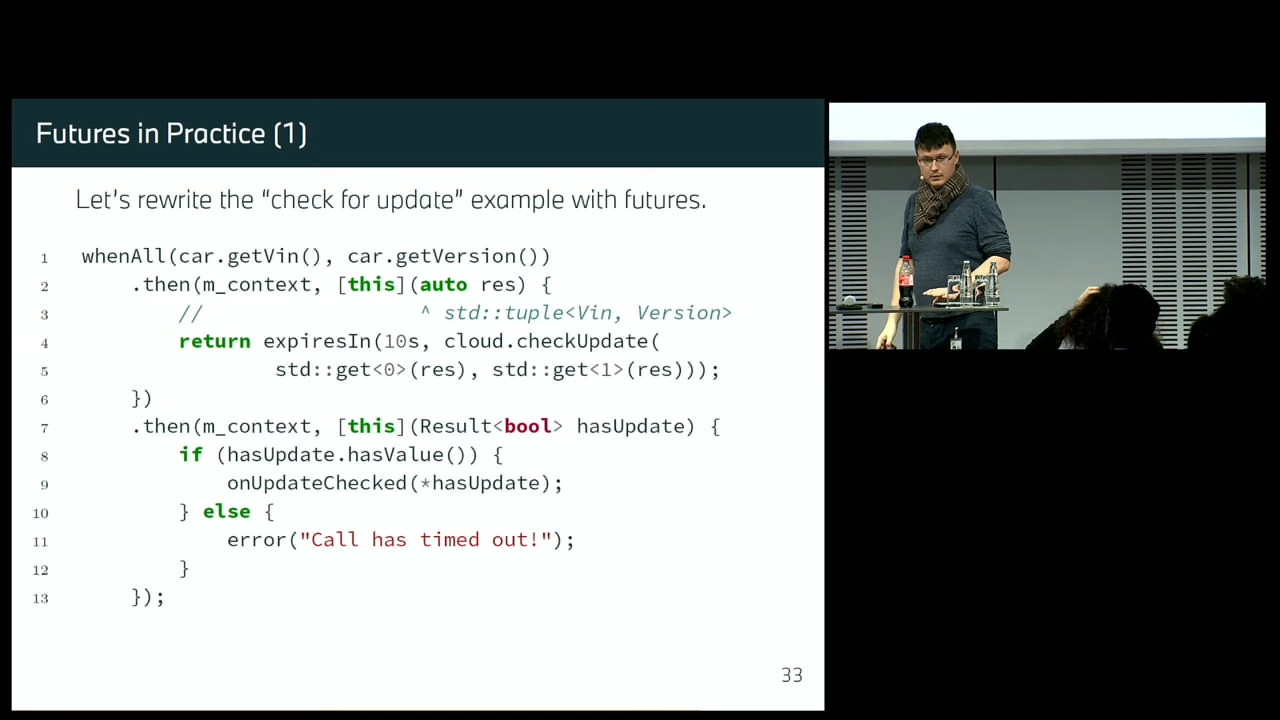 Futures in Practice (1)
Let's rewrite the “check for update” example with futures.
1 whenAll(car.getVin(), car.getVersion())
2 .then(m_context, [this](auto res) {
3 // ^ std::tuple<Vin, Version>
4 return expiresIn(10s, cloud.checkUpdate(
5 std::get<0>(res), std::get<1>(res)));
6 })
7 .then(m_context, [this](Result<bool> hasUpdate) {
8 if (hasUpdate.hasValue()) {
9 onUpdateChecked(*hasUpdate);
10 } else {
11 error("Call has timed out!");
12 }
13 });
33